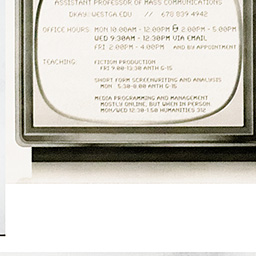 ASSISTANT PROFESSOR OF MASS COMMUNICATIONS
DKAY@WESTGA.EDU // 678 839 4942
OFFICE HOURS MON 10:00AM - 12:00PM & 2:00PM - 5:00PM
WED 9:30AM - 12:30PM VIA EMAIL
FRI 2:00PM - 4:00PM AND BY APPOINTMENT
TEACHING FICTION PRODUCTION
FRI 9:00-13:30 ANTH G-15
SHORT FORM SCREENWRITING AND ANALYSIS
MON 5:30-8:00 ANTH G-15
MEDIA PROGRAMMING AND MANAGEMENT
MOSTLY ONLINE, BUT WHEN IN PERSON
MON/WED 12:30-1:50 HUMANITIES 312